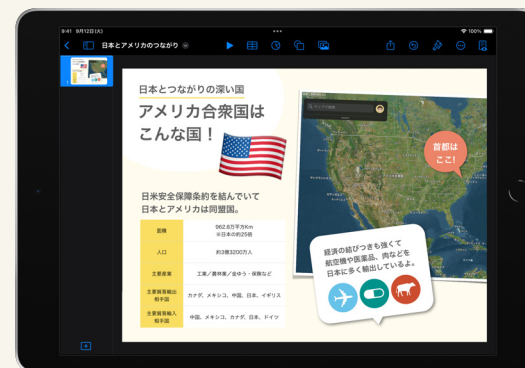 9:41 9月12日(火)
100%
日本とアメリカのつながり
1
日本とつながりの深い国
アメリカ合衆国は
こんな国！
日米安全保障条約を結んでいて
日本とアメリカは同盟国。
面積
962.8万平方Km
※日本の約25倍
人口
約3億3200万人
主要産業
工業／農林業／金ゆう・保険など
主要貿易輸出
相手国
カナダ、メキシコ、中国、日本、イギリス
主要貿易輸入
相手国
中国、メキシコ、カナダ、日本、ドイツ
首都は
ここ!
経済の結びつきも強くて
航空機や医薬品、肉などを
日本に多く輸出しているよ。